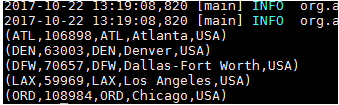 2017-10-22 13:19:08,820 [main] INFO org.a
2017-10-22 13:19:08,820 [main] INFO org.a
(ATL,106898,ATL,Atlanta,USA)
(DEN,63003,DEN,Denver,USA)
(DFW,70657,DFW,Dallas-Fort Worth,USA)
(LAX,59969,LAX,Los Angeles,USA)
(ORD,108984,ORD,Chicago,USA)